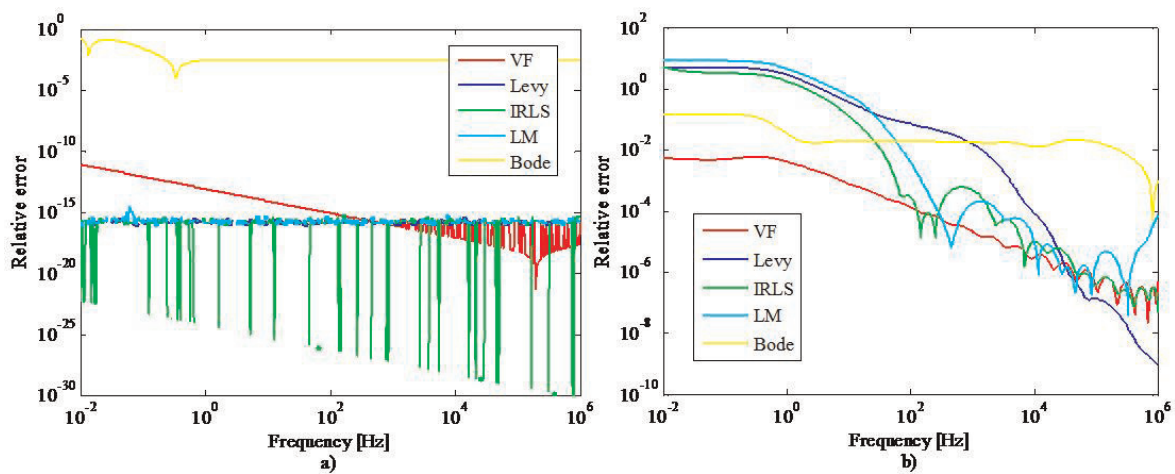 10^0
10^-5
10^-10
10^-15
10^-20
10^-25
10^-30
Relative error
VF
Levy
IRLS
LM
Bode
10^-2
10^0
10^2
10^4
10^6
Frequency [Hz]
a)
10^2
10^0
10^-2
10^-4
10^-6
10^-8
10^-10
Relative error
VF
Levy
IRLS
LM
Bode
10^-2
10^0
10^2
10^4
10^6
Frequency [Hz]
b)